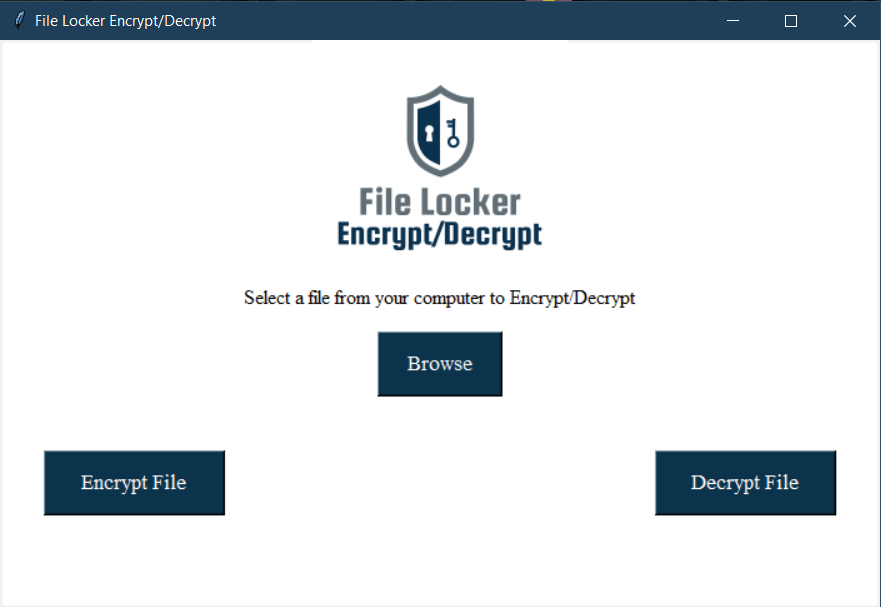 File Locker Encrypt/Decrypt
File Locker
Encrypt/Decrypt
Select a file from your computer to Encrypt/Decrypt
Browse
Encrypt File
Decrypt File